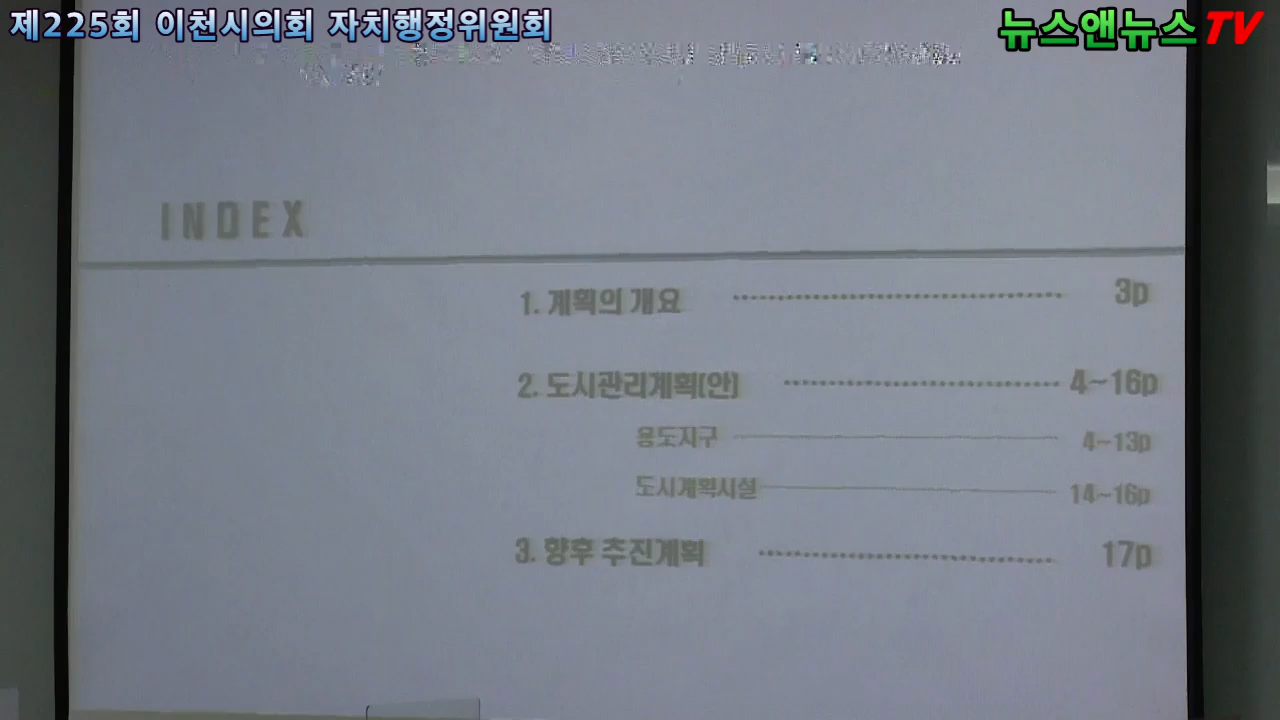 제225회 이천시의회 자치행정위원회
뉴스앤뉴스TV
INDEX
1. 계획의 개요 3p
2. 도시관리계획(안) 4~16p
용도지구 4~13p
도시계획시설 14~16p
3. 향후 추진계획 17p